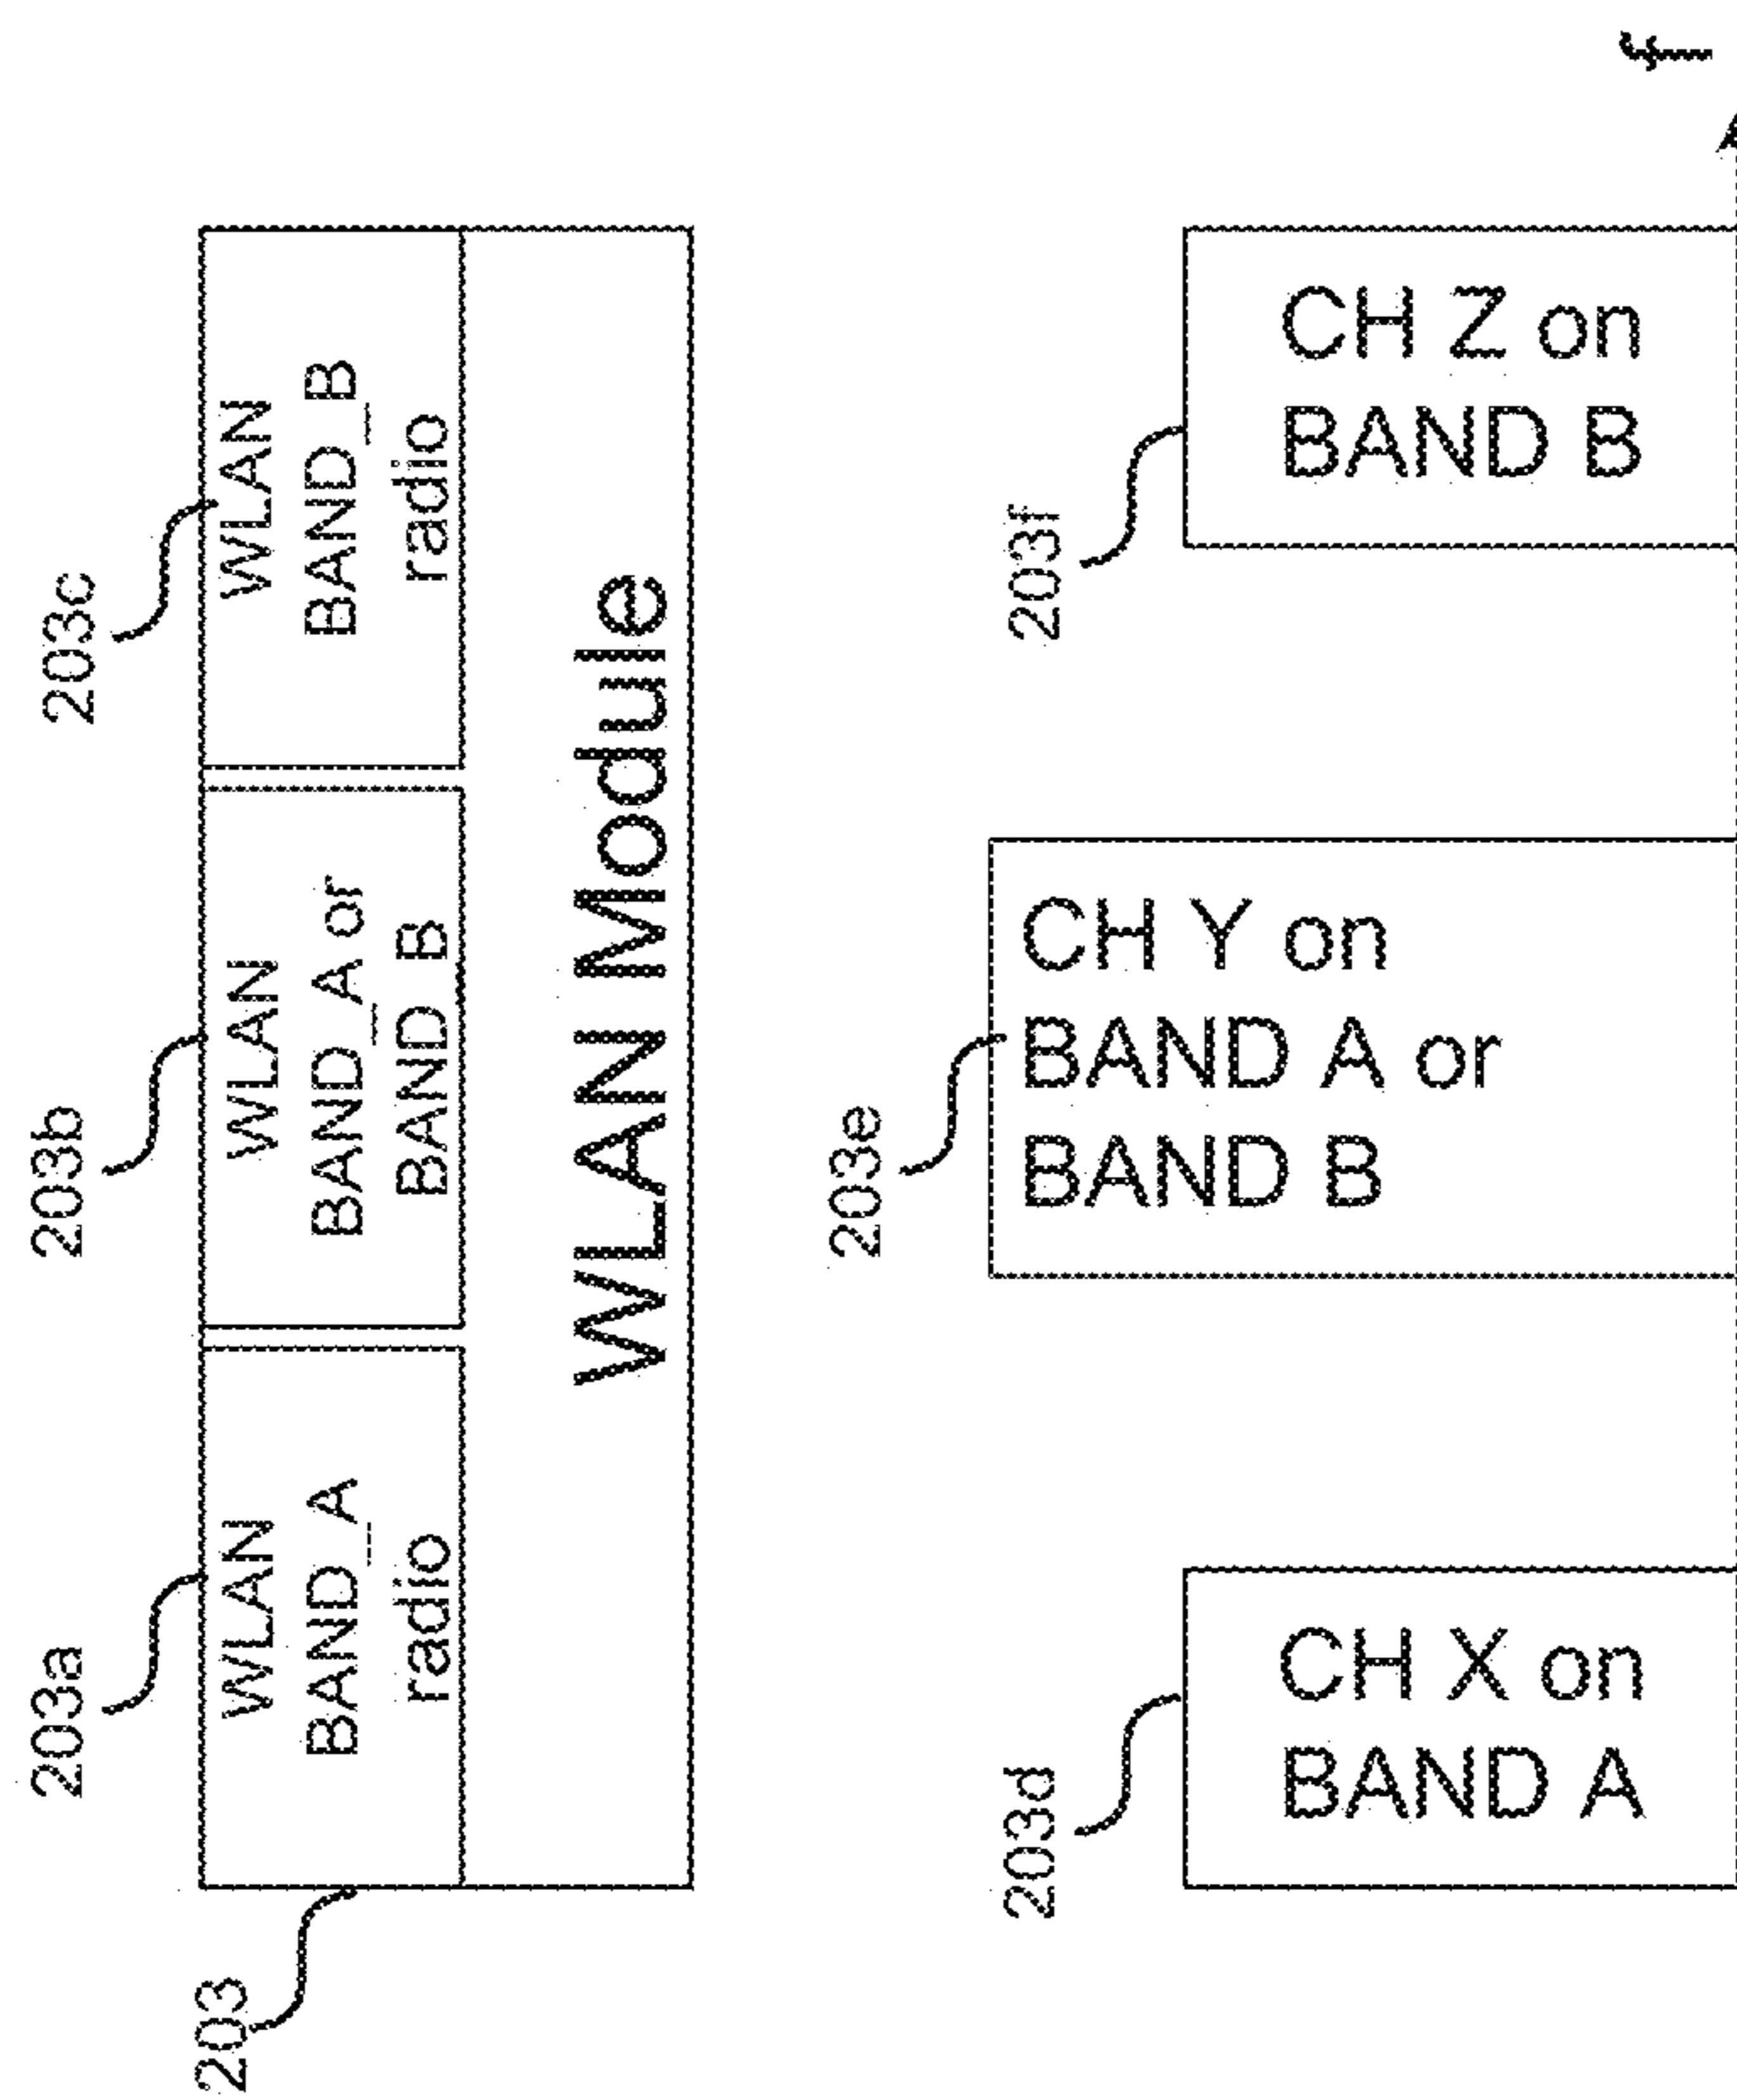 203
203a
WLAN
BAND_A
radio
203b
WLAN
BAND_A or
BAND B
203c
WLAN
BAND_B
radio
WLAN Module
203d
CH X on
BAND A
203e
CH Y on
BAND A or
BAND B
203f
CH Z on
BAND B
f